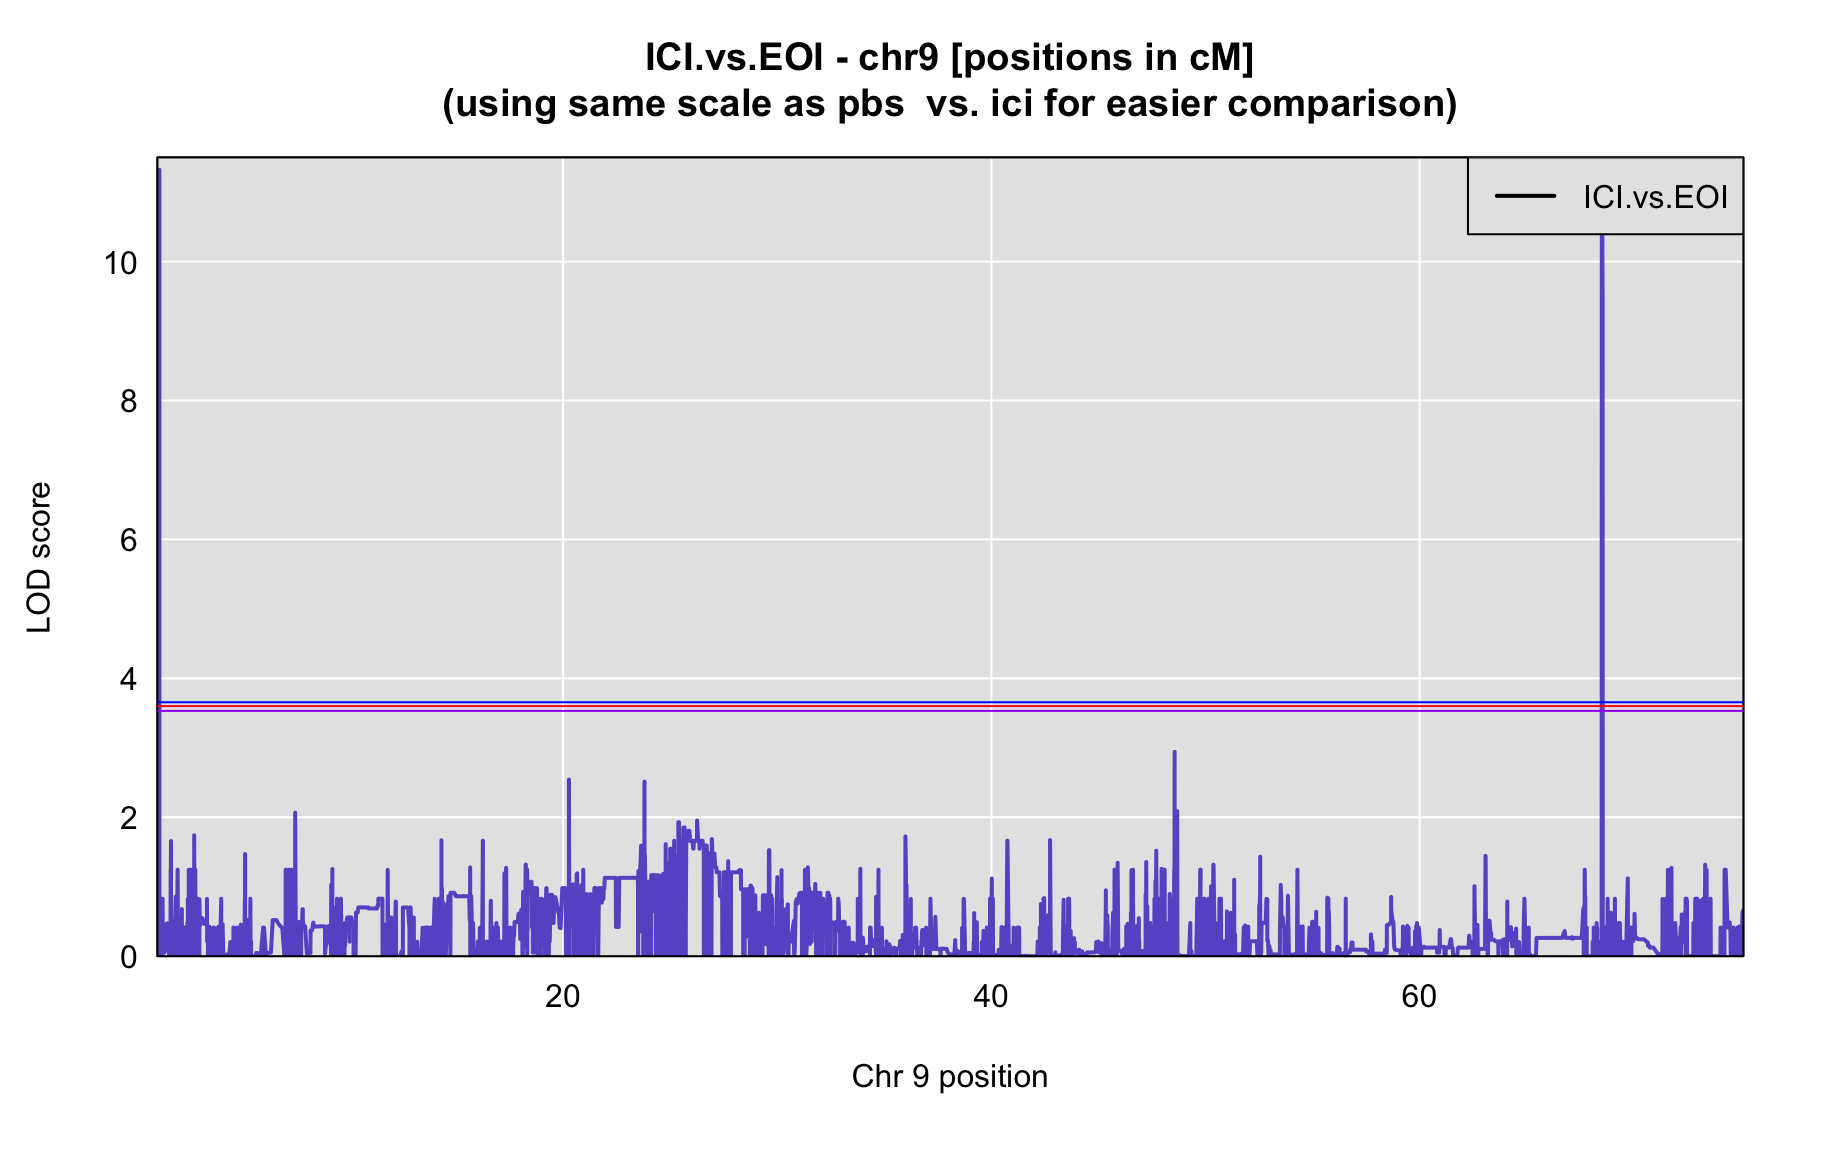 ICI.vs.EOI - chr9 [positions in cM]
(using same scale as pbs  vs. ici for easier comparison)
ICI.vs.EOI
LOD score
10
8
6
4
2
0
20
40
60
Chr 9 position